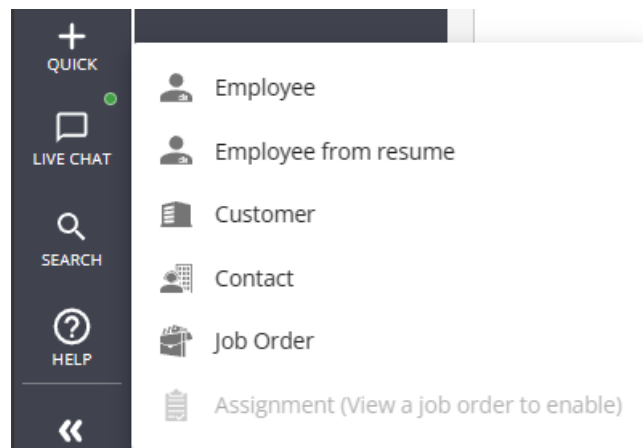 QUICK
LIVE CHAT
SEARCH
HELP
Employee
Employee from resume
Customer
Contact
Job Order
Assignment (View a job order to enable)